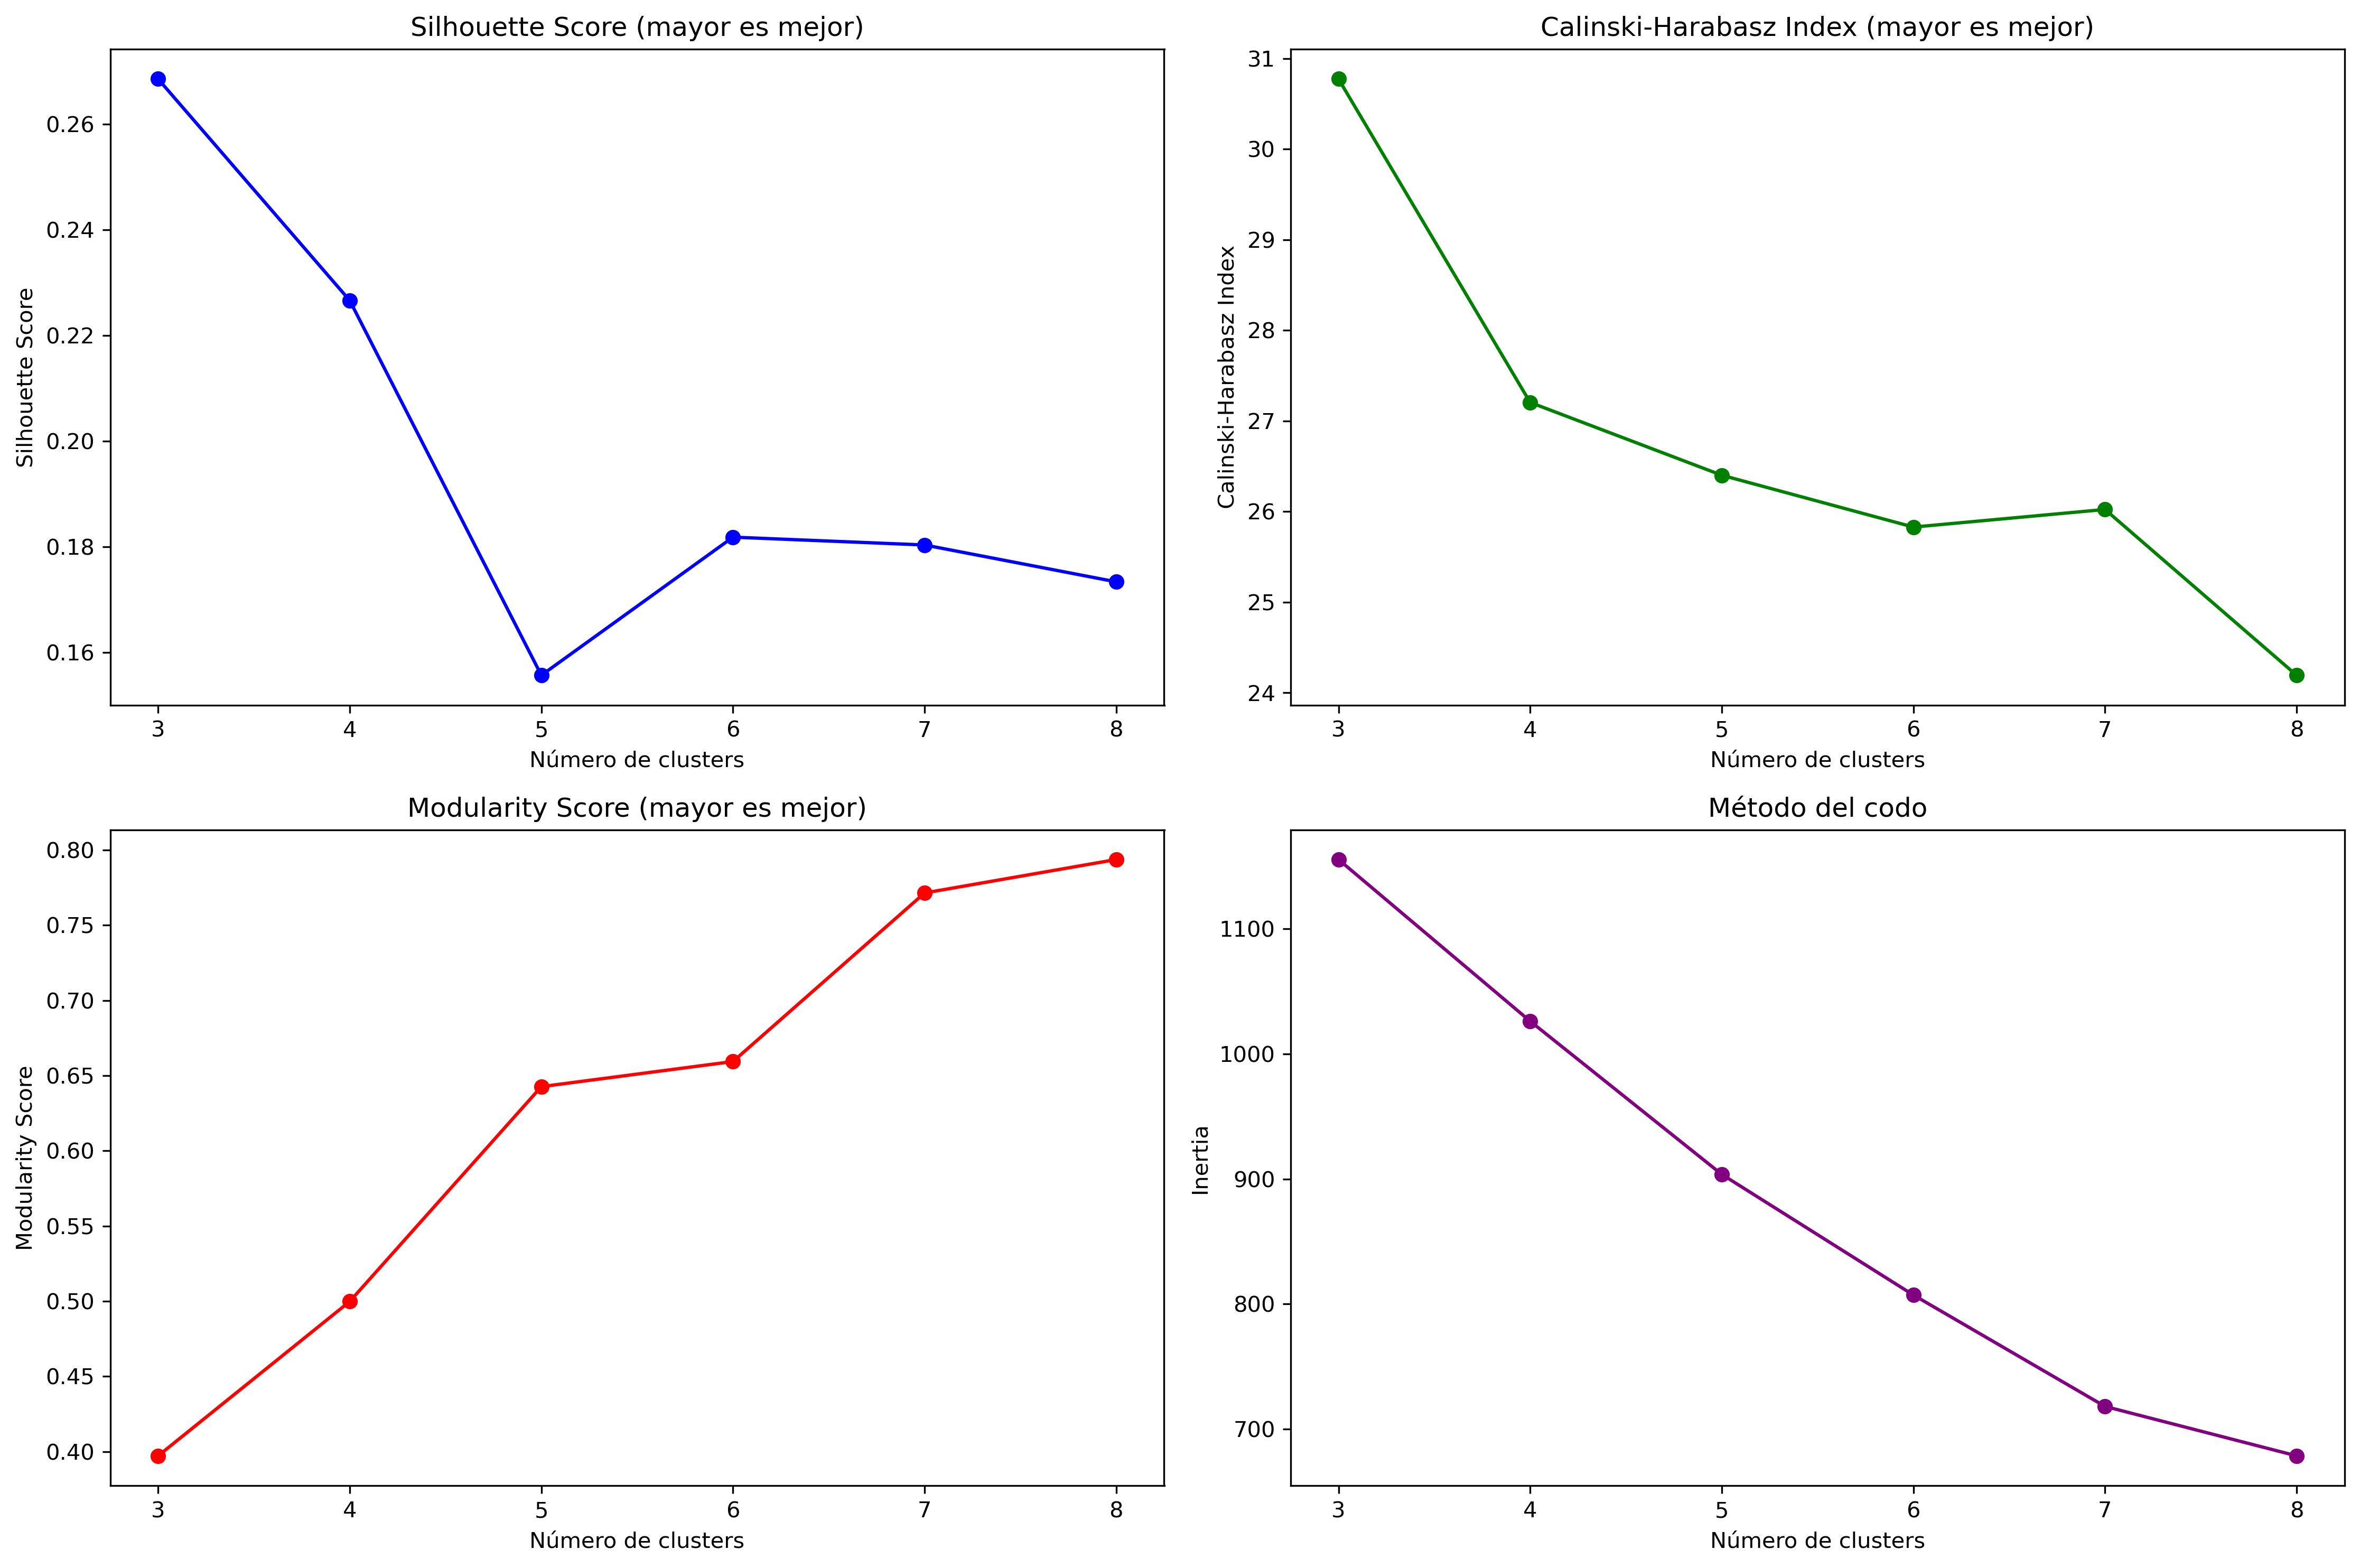 Silhouette Score (mayor es mejor)
Silhouette Score
0.26
0.24
0.22
0.20
0.18
0.16
3 4 5 6 7 8
Número de clusters
Calinski-Harabasz Index (mayor es mejor)
Calinski-Harabasz Index
31
30
29
28
27
26
25
24
3 4 5 6 7 8
Número de clusters
Modularity Score (mayor es mejor)
Modularity Score
0.80
0.75
0.70
0.65
0.60
0.55
0.50
0.45
0.40
3 4 5 6 7 8
Número de clusters
Método del codo
Inertia
1100
1000
900
800
700
3 4 5 6 7 8
Número de clusters